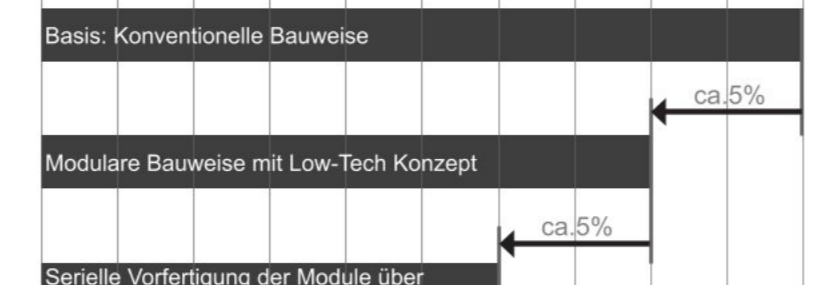 Basis: Konventionelle Bauweise
ca.5%
Modulare Bauweise mit Low-Tech Konzept
ca.5%
Serielle Vorfertigung der Module über